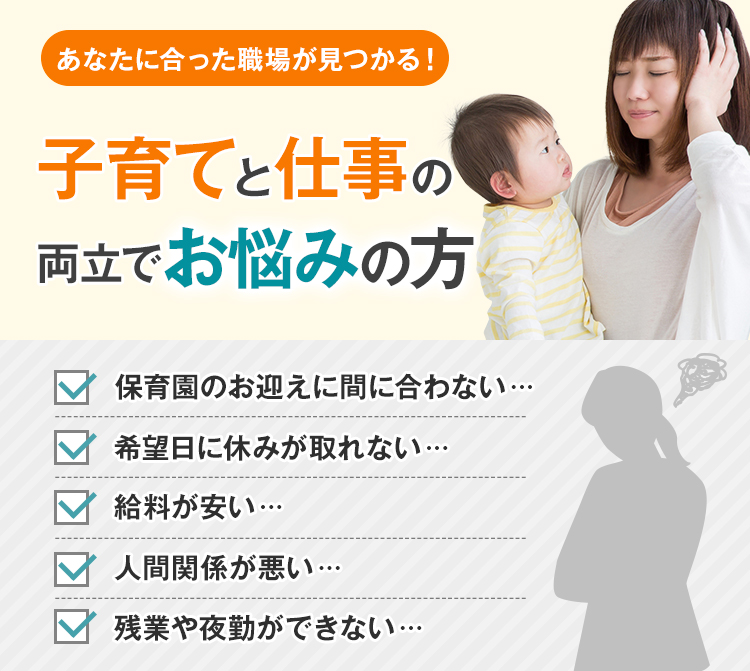 あなたに合った職場が見つかる！
子育てと仕事の
両立でお悩みの方
保育園のお迎えに間に合わない…
希望日に休みが取れない…
給料が安い…
人間関係が悪い…
残業や夜勤ができない…